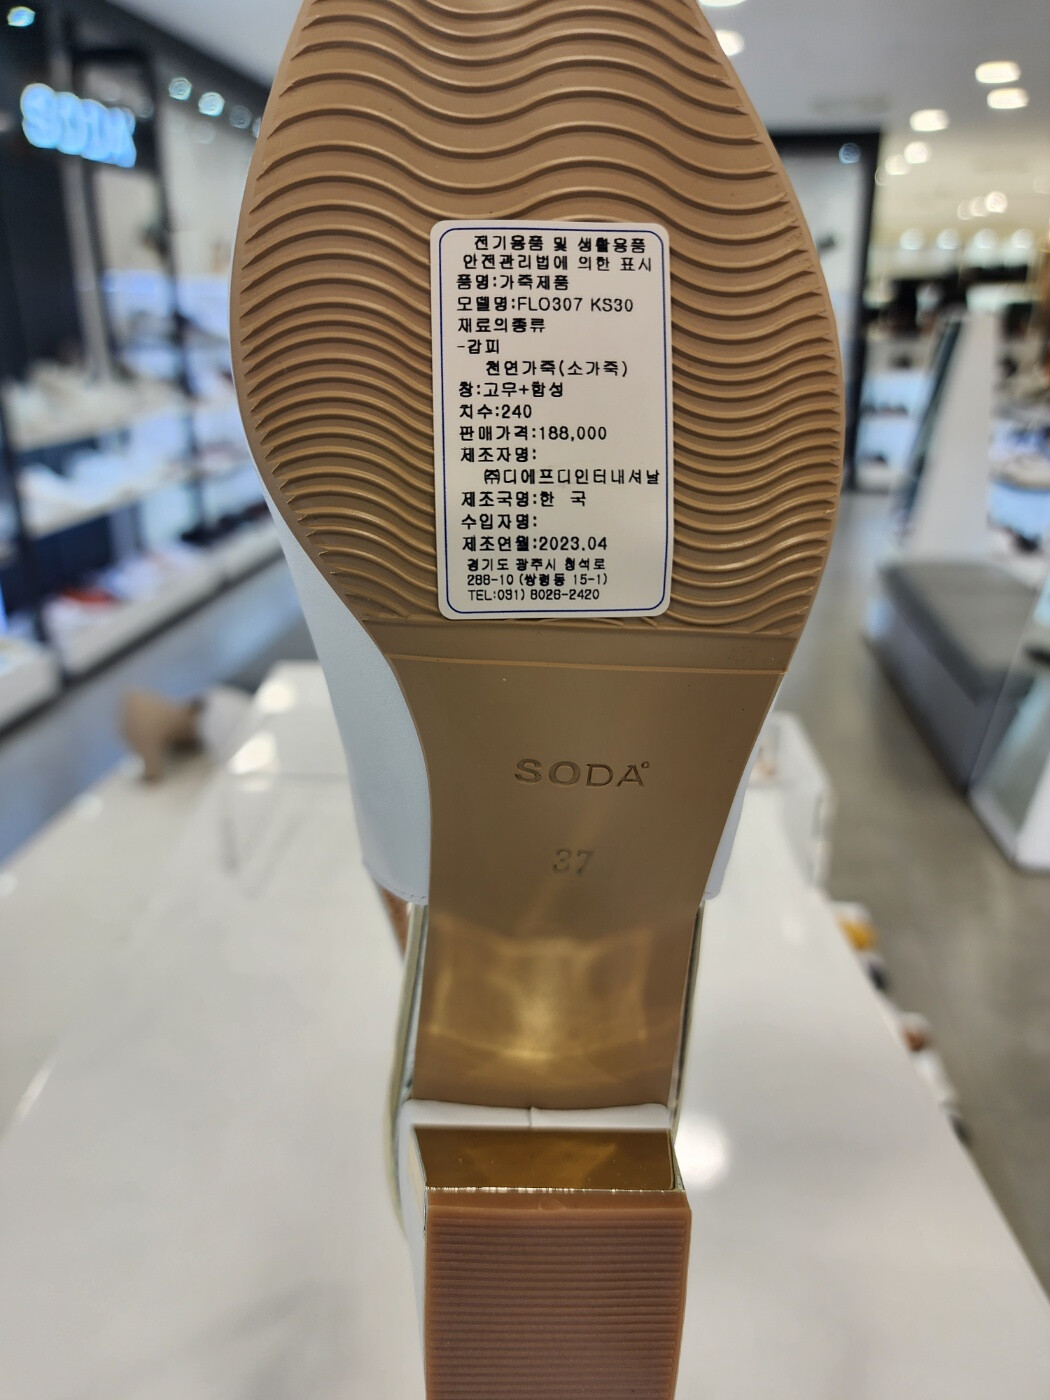 SODA
전기용품 및 생활용품
안전관리법에 의한 표시
품명:가죽제품
모델명:FLO307 KS30
재료의종류
-갑피
천연가죽(소가죽)
창:고무+합성
치수:240
판매가격:188,000
제조자명:
㈜디에프디인터내셔날
제조국명:한 국
수입자명:
제조연월:2023.04
경기도 광주시 청석로
288-10 (쌍령동 15-1)
TEL:031) 8026-2420
SODA
37